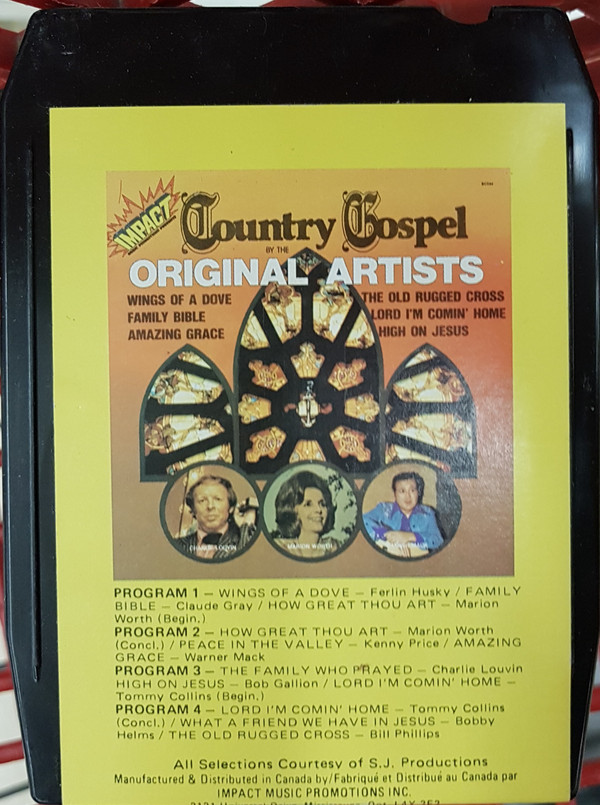 IMPACT
Country Gospel
BY THE
ORIGINAL ARTISTS
WINGS OF A DOVE
FAMILY BIBLE
AMAZING GRACE
THE OLD RUGGED CROSS
LORD I'M COMIN' HOME
HIGH ON JESUS
CHARLIE LOUVIN
MARION WORTH
PROGRAM 1 – WINGS OF A DOVE – Ferlin Husky / FAMILY
BIBLE – Claude Gray / HOW GREAT THOU ART – Marion
Worth (Begin.)
PROGRAM 2 – HOW GREAT THOU ART – Marion Worth
(Concl.) / PEACE IN THE VALLEY – Kenny Price / AMAZING
GRACE – Warner Mack
PROGRAM 3 – THE FAMILY WHO PRAYED – Charlie Louvin
HIGH ON JESUS – Bob Gallion / LORD I'M COMIN' HOME –
Tommy Collins (Begin.)
PROGRAM 4 – LORD I'M COMIN' HOME – Tommy Collins
(Concl.) / WHAT A FRIEND WE HAVE IN JESUS – Bobby
Helms / THE OLD RUGGED CROSS – Bill Phillips
All Selections Courtesy of S.J. Productions
Manufactured & Distributed in Canada by/Fabriqué et Distribué au Canada par
IMPACT MUSIC PROMOTIONS INC.